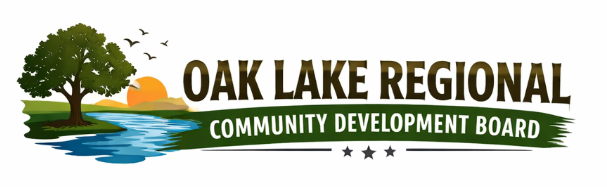 OAK LAKE REGIONAL
COMMUNITY DEVELOPMENT BOARD